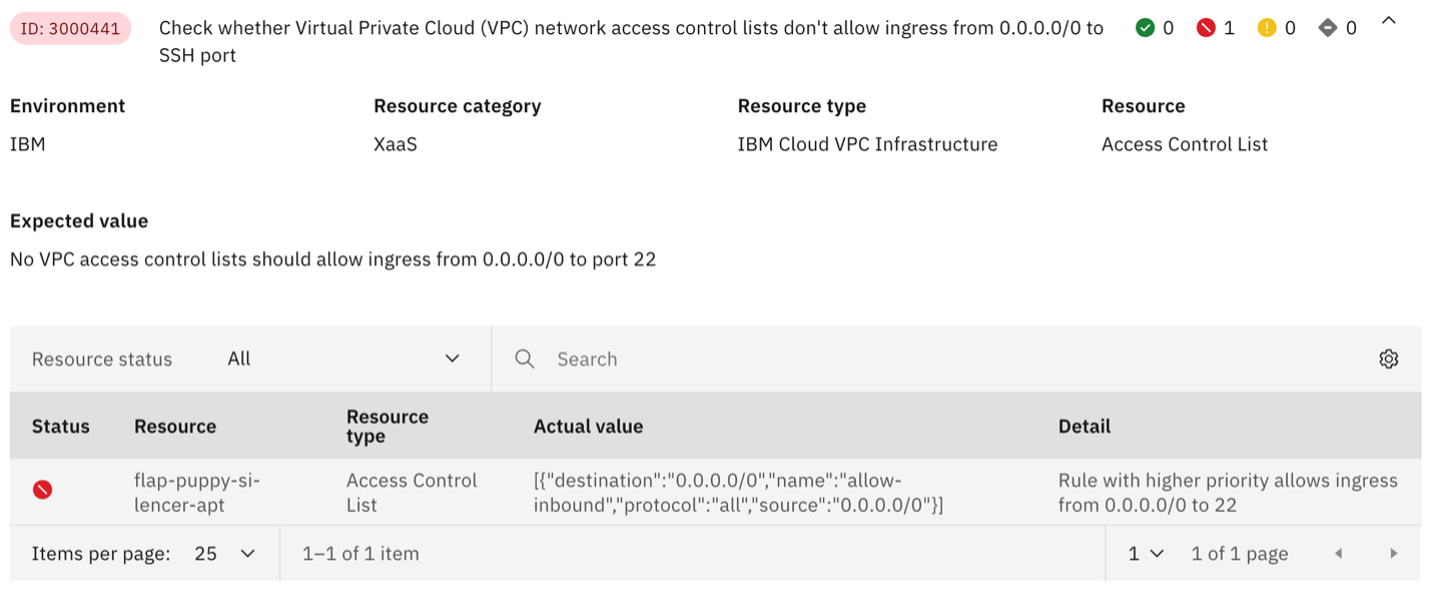 ID: 3000441
Check whether Virtual Private Cloud (VPC) network access control lists don't allow ingress from 0.0.0.0/0 to
SSH port
0 1 0 0
Environment Resource category Resource type Resource
IBM XaaS IBM Cloud VPC Infrastructure Access Control List
Expected value
No VPC access control lists should allow ingress from 0.0.0.0/0 to port 22
Resource status All Search
Status Resource Resource
type Actual value Detail
flap-puppy-si-
lencer-apt
Access Control
List
[{"destination":"0.0.0.0/0","name":"allow-
inbound","protocol":"all","source":"0.0.0.0/0"}]
Rule with higher priority allows ingress
from 0.0.0.0/0 to 22
Items per page: 25 1–1 of 1 item 1 1 of 1 page